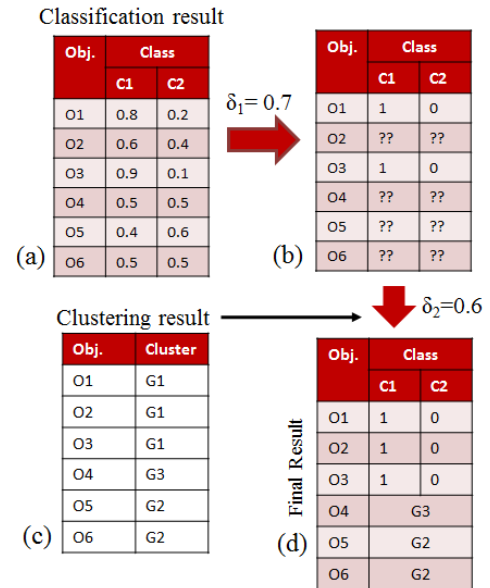 Classification result
Obj. Class
C1 C2
O1 0.8 0.2
O2 0.6 0.4
O3 0.9 0.1
O4 0.5 0.5
O5 0.4 0.6
O6 0.5 0.5
(a)
δ1= 0.7
Obj. Class
C1 C2
O1 1 0
O2 ?? ??
O3 1 0
O4 ?? ??
O5 ?? ??
O6 ?? ??
(b)
δ2=0.6
Clustering result
Obj. Cluster
O1 G1
O2 G1
O3 G1
O4 G3
O5 G2
O6 G2
(c)
Final Result
Obj. Class
C1 C2
O1 1 0
O2 1 0
O3 1 0
O4 G3
O5 G2
O6 G2
(d)